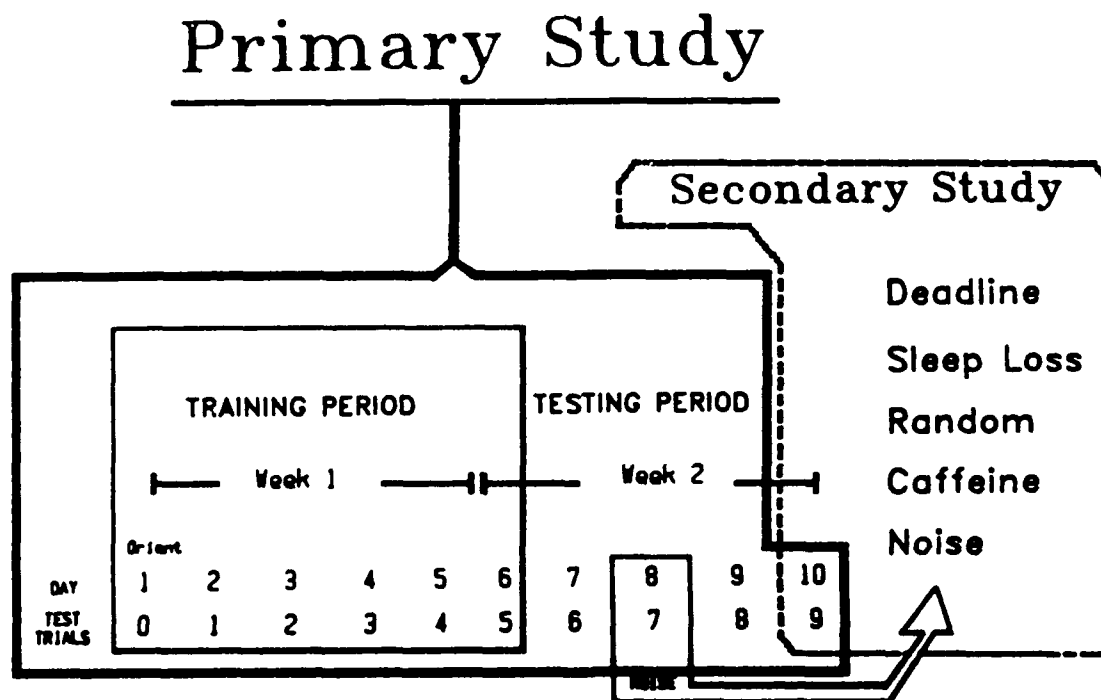 Primary Study
Secondary Study
Deadline
Sleep Loss
TRAINING PERIOD
TESTING PERIOD
Random
Week 1
Week 2
Caffeine
Noise
Orient
DAY 1 2 3 4 5 6 7 8 9 10
TEST TRIALS 0 1 2 3 4 5 6 7 8 9
NOISE